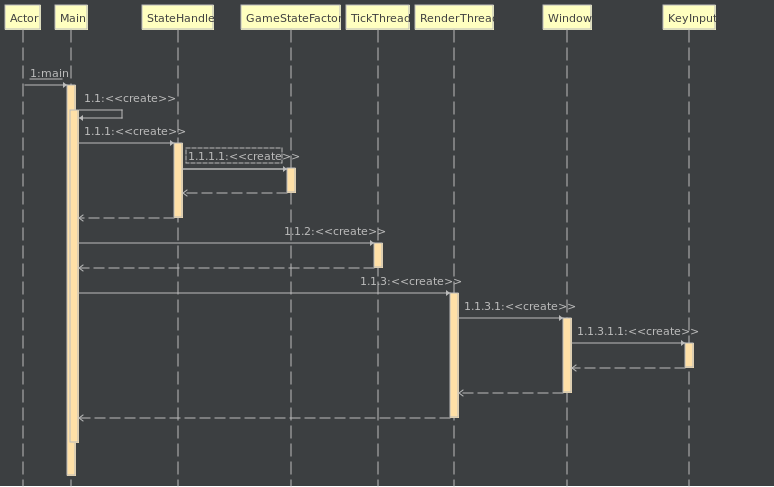 Actor
Main
StateHandle
GameStateFactor
TickThread
RenderThread
Window
KeyInput
1:main
1.1:<<create>>
1.1.1:<<create>>
1.1.1.1:<<create>>
1.1.2:<<create>>
1.1.3:<<create>>
1.1.3.1:<<create>>
1.1.3.1.1:<<create>>